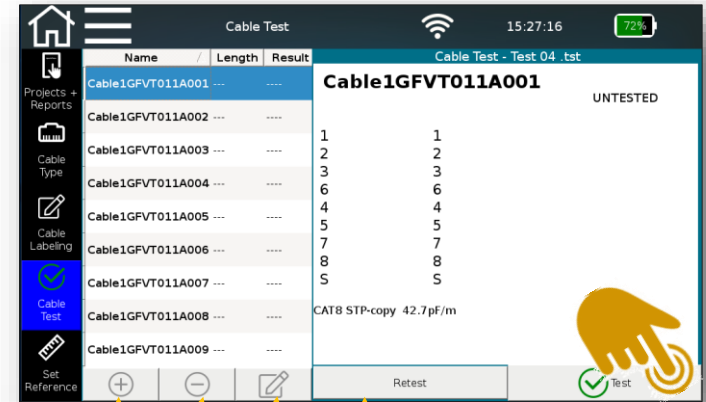 Cable Test 15:27:16 72%
Projects +
Reports
Cable
Type
Cable
Labeling
Cable
Test
Set
Reference
Name / Length Result
Cable1GFVT011A001 --- ----
Cable1GFVT011A002 --- ----
Cable1GFVT011A003 --- ----
Cable1GFVT011A004 --- ----
Cable1GFVT011A005 --- ----
Cable1GFVT011A006 --- ----
Cable1GFVT011A007 --- ----
Cable1GFVT011A008 --- ----
Cable1GFVT011A009 --- ----
Cable Test - Test 04 .tst
Cable1GFVT011A001
UNTESTED
1 1
2 2
3 3
6 6
4 4
5 5
7 7
8 8
S S
CAT8 STP-copy 42.7pF/m
Retest
Test